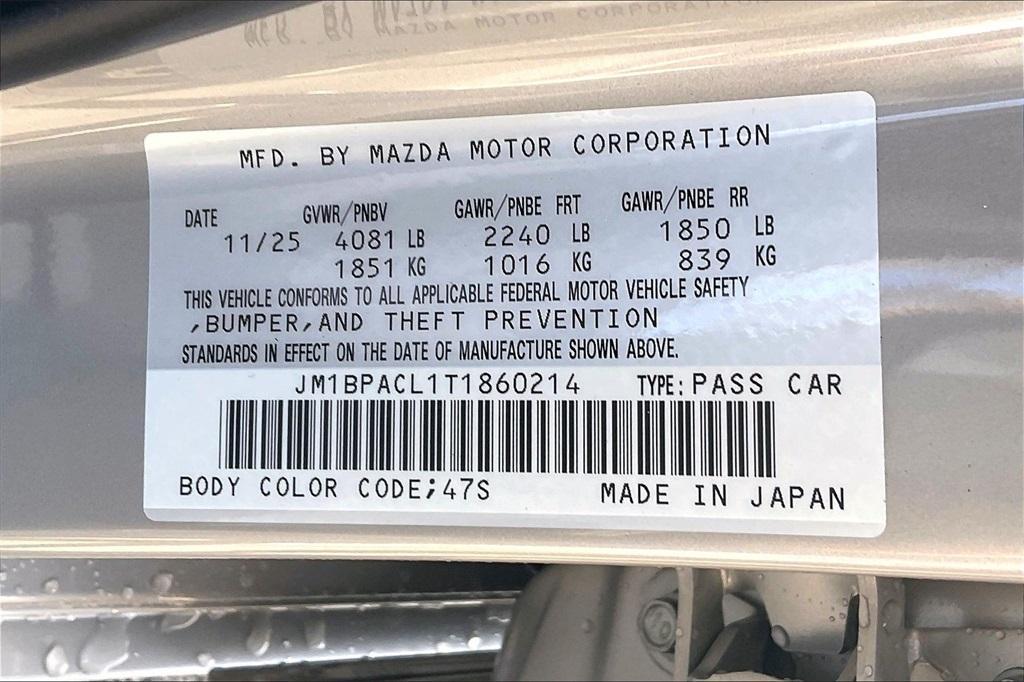 MFD. BY MAZDA MOTOR CORPORATION
DATE GVWR/PNBV GAWR/PNBE FRT GAWR/PNBE RR
11/25 4081 LB 2240 LB 1850 LB
1851 KG 1016 KG 839 KG
THIS VEHICLE CONFORMS TO ALL APPLICABLE FEDERAL MOTOR VEHICLE SAFETY
,BUMPER,AND THEFT PREVENTION
STANDARDS IN EFFECT ON THE DATE OF MANUFACTURE SHOWN ABOVE.
JM1BPACL1T1860214 TYPE: PASS CAR
BODY COLOR CODE;47S MADE IN JAPAN